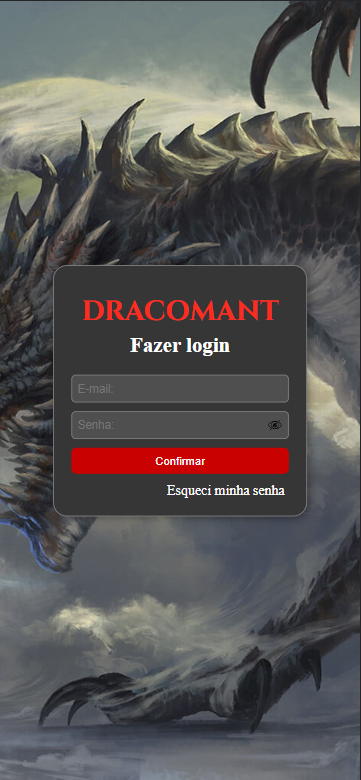 DRACOMANT
Fazer login
E-mail:
Senha:
Confirmar
Esqueci minha senha